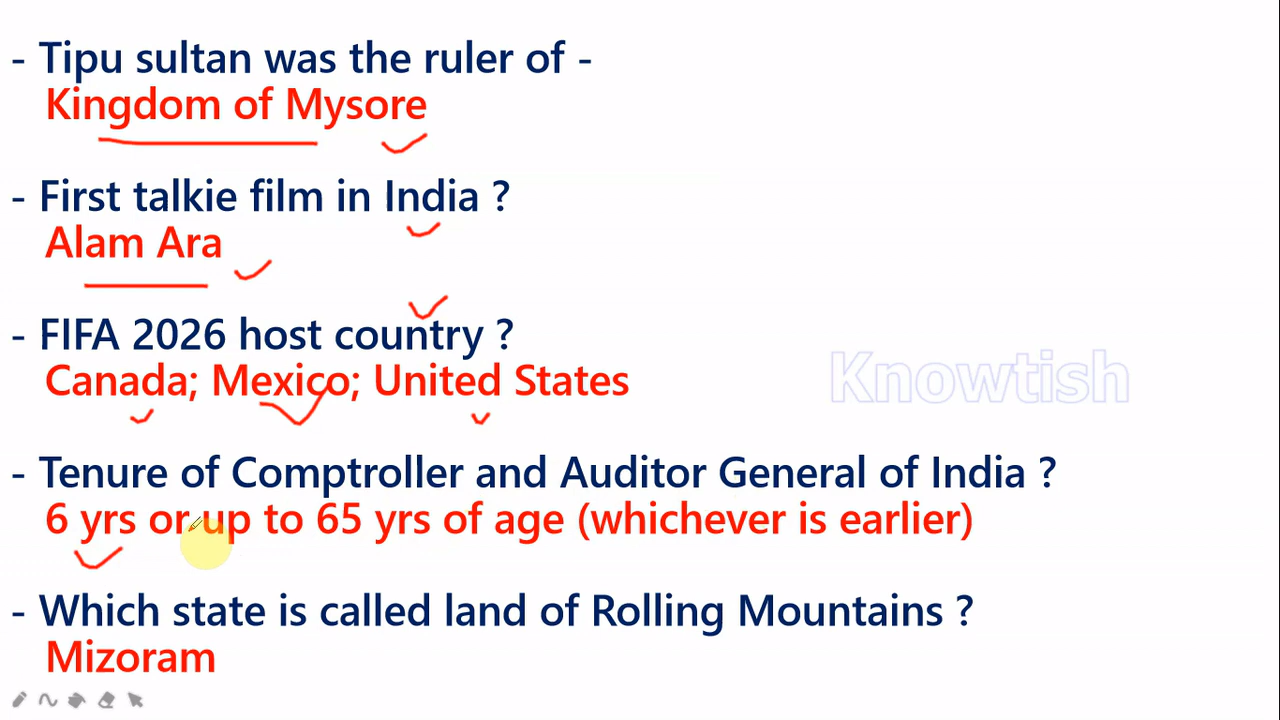 - Tipu sultan was the ruler of -
Kingdom of Mysore
- First talkie film in India ?
Alam Ara
- FIFA 2026 host country ?
Canada; Mexico; United States
Knowtish
- Tenure of Comptroller and Auditor General of India ?
6 yrs or up to 65 yrs of age (whichever is earlier)
- Which state is called land of Rolling Mountains ?
Mizoram